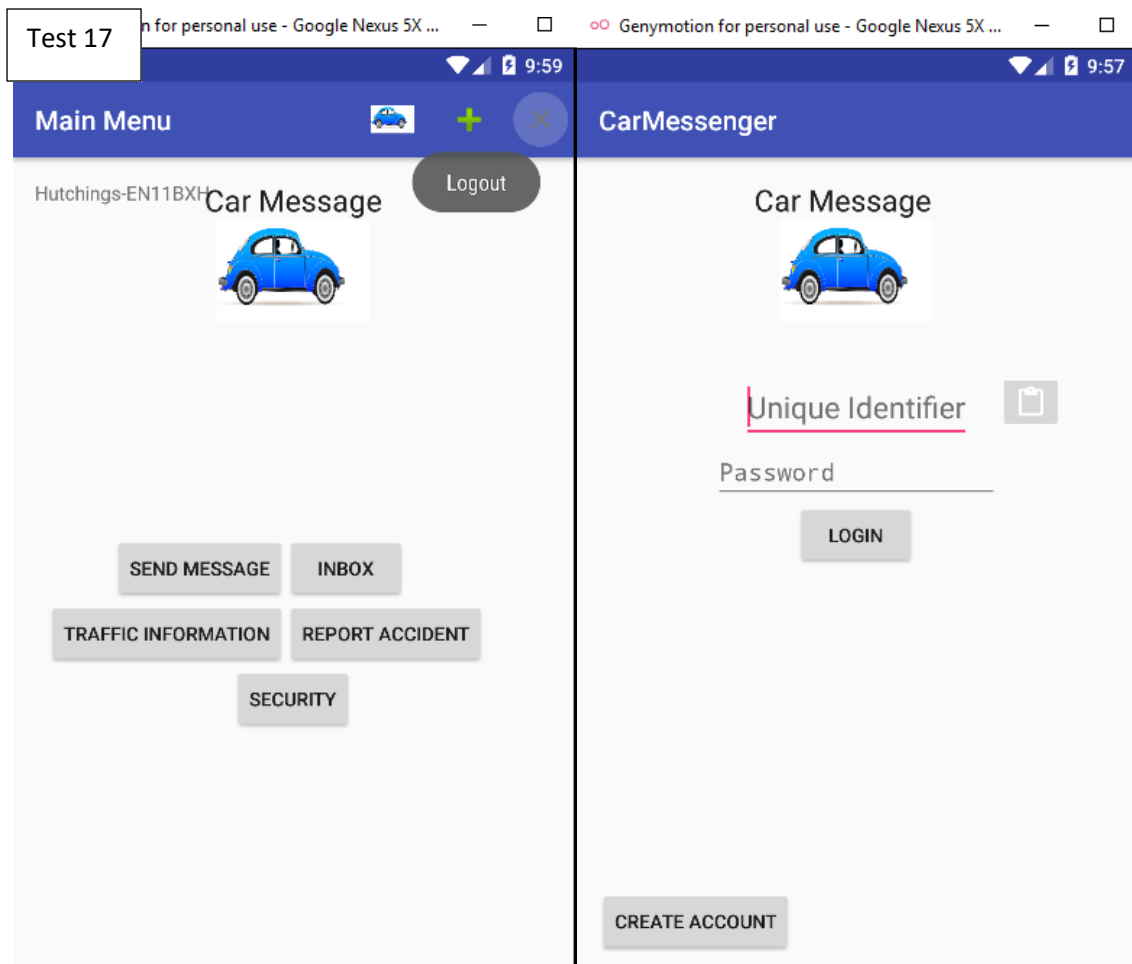 Test 17
n for personal use - Google Nexus 5X ...
9:59
Main Menu
Logout
Hutchings-EN11BXH
Car Message
SEND MESSAGE
INBOX
TRAFFIC INFORMATION
REPORT ACCIDENT
SECURITY
Genymotion for personal use - Google Nexus 5X ...
9:57
CarMessenger
Car Message
Unique Identifier
Password
LOGIN
CREATE ACCOUNT